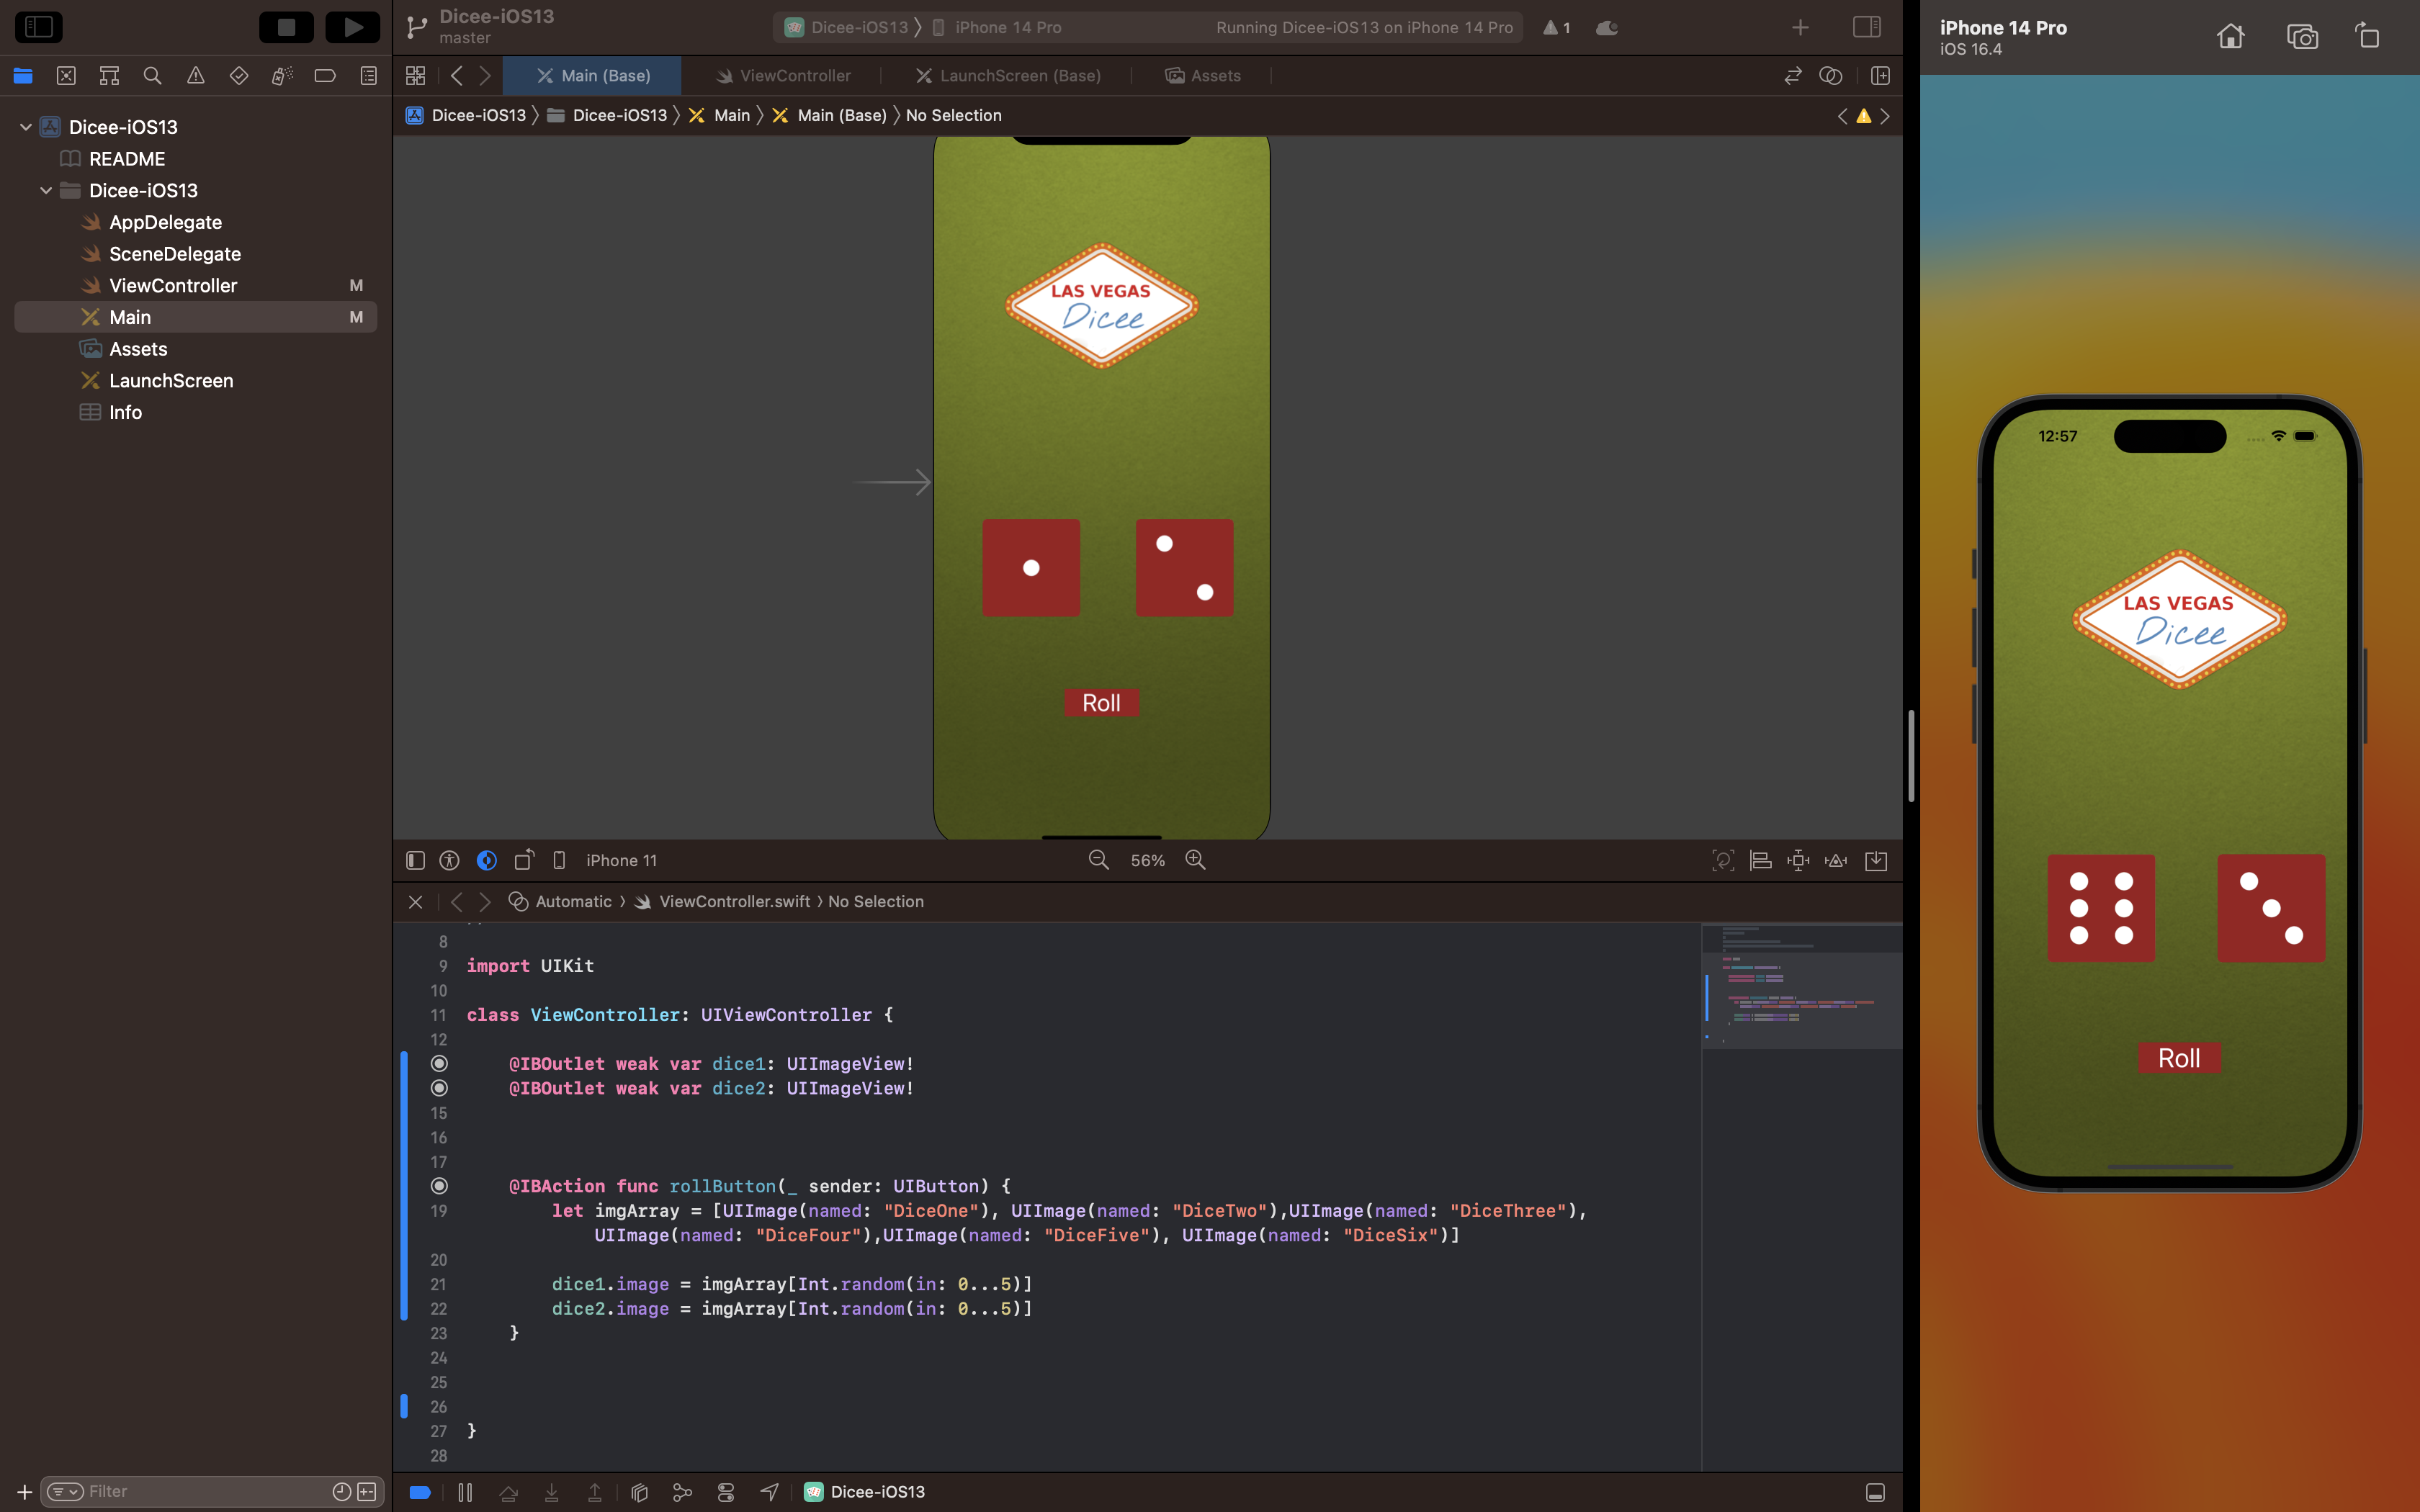 Dicee-iOS13
master
Dicee-iOS13 iPhone 14 Pro Running Dicee-iOS13 on iPhone 14 Pro 1
Main (Base) ViewController LaunchScreen (Base) Assets
Dicee-iOS13 Dicee-iOS13 Main Main (Base) No Selection
Dicee-iOS13
README
Dicee-iOS13
AppDelegate
SceneDelegate
ViewController M
Main M
Assets
LaunchScreen
Info
Filter
LAS VEGAS
Dicee
Roll
iPhone 11 56%
Automatic ViewController.swift No Selection
8
9 import UIKit
10
11 class ViewController: UIViewController {
12
@IBOutlet weak var dice1: UIImageView!
@IBOutlet weak var dice2: UIImageView!
15
16
17
@IBAction func rollButton(_ sender: UIButton) {
19 let imgArray = [UIImage(named: "DiceOne"), UIImage(named: "DiceTwo"),UIImage(named: "DiceThree"),
UIImage(named: "DiceFour"),UIImage(named: "DiceFive"), UIImage(named: "DiceSix")]
20
21 dice1.image = imgArray[Int.random(in: 0...5)]
22 dice2.image = imgArray[Int.random(in: 0...5)]
23 }
24
25
26
27 }
28
Dicee-iOS13
iPhone 14 Pro
iOS 16.4
12:57
LAS VEGAS
Dicee
Roll